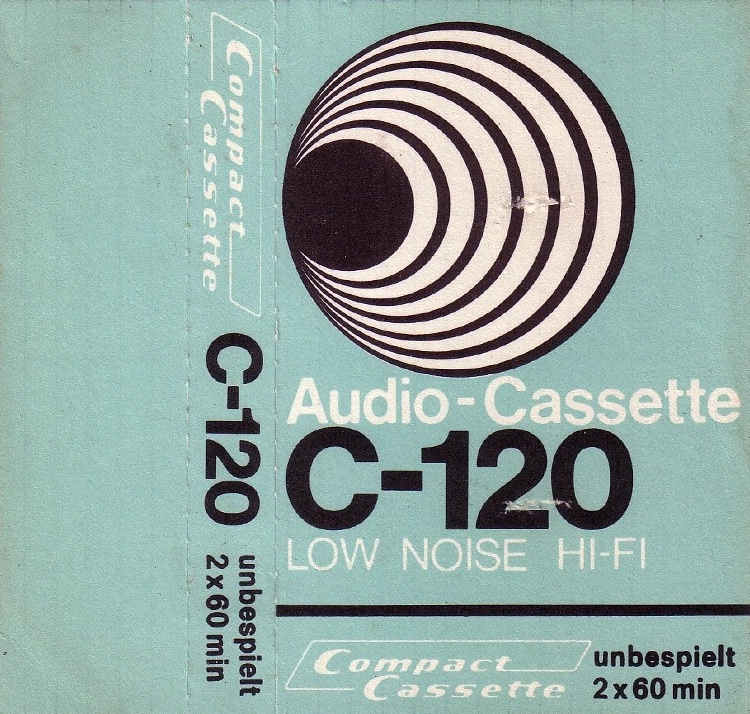 Compact
Cassette
C-120
unbespielt
2 x 60 min
Audio-Cassette
C-120
LOW NOISE HI-FI
Compact
Cassette
unbespielt
2 x 60 min